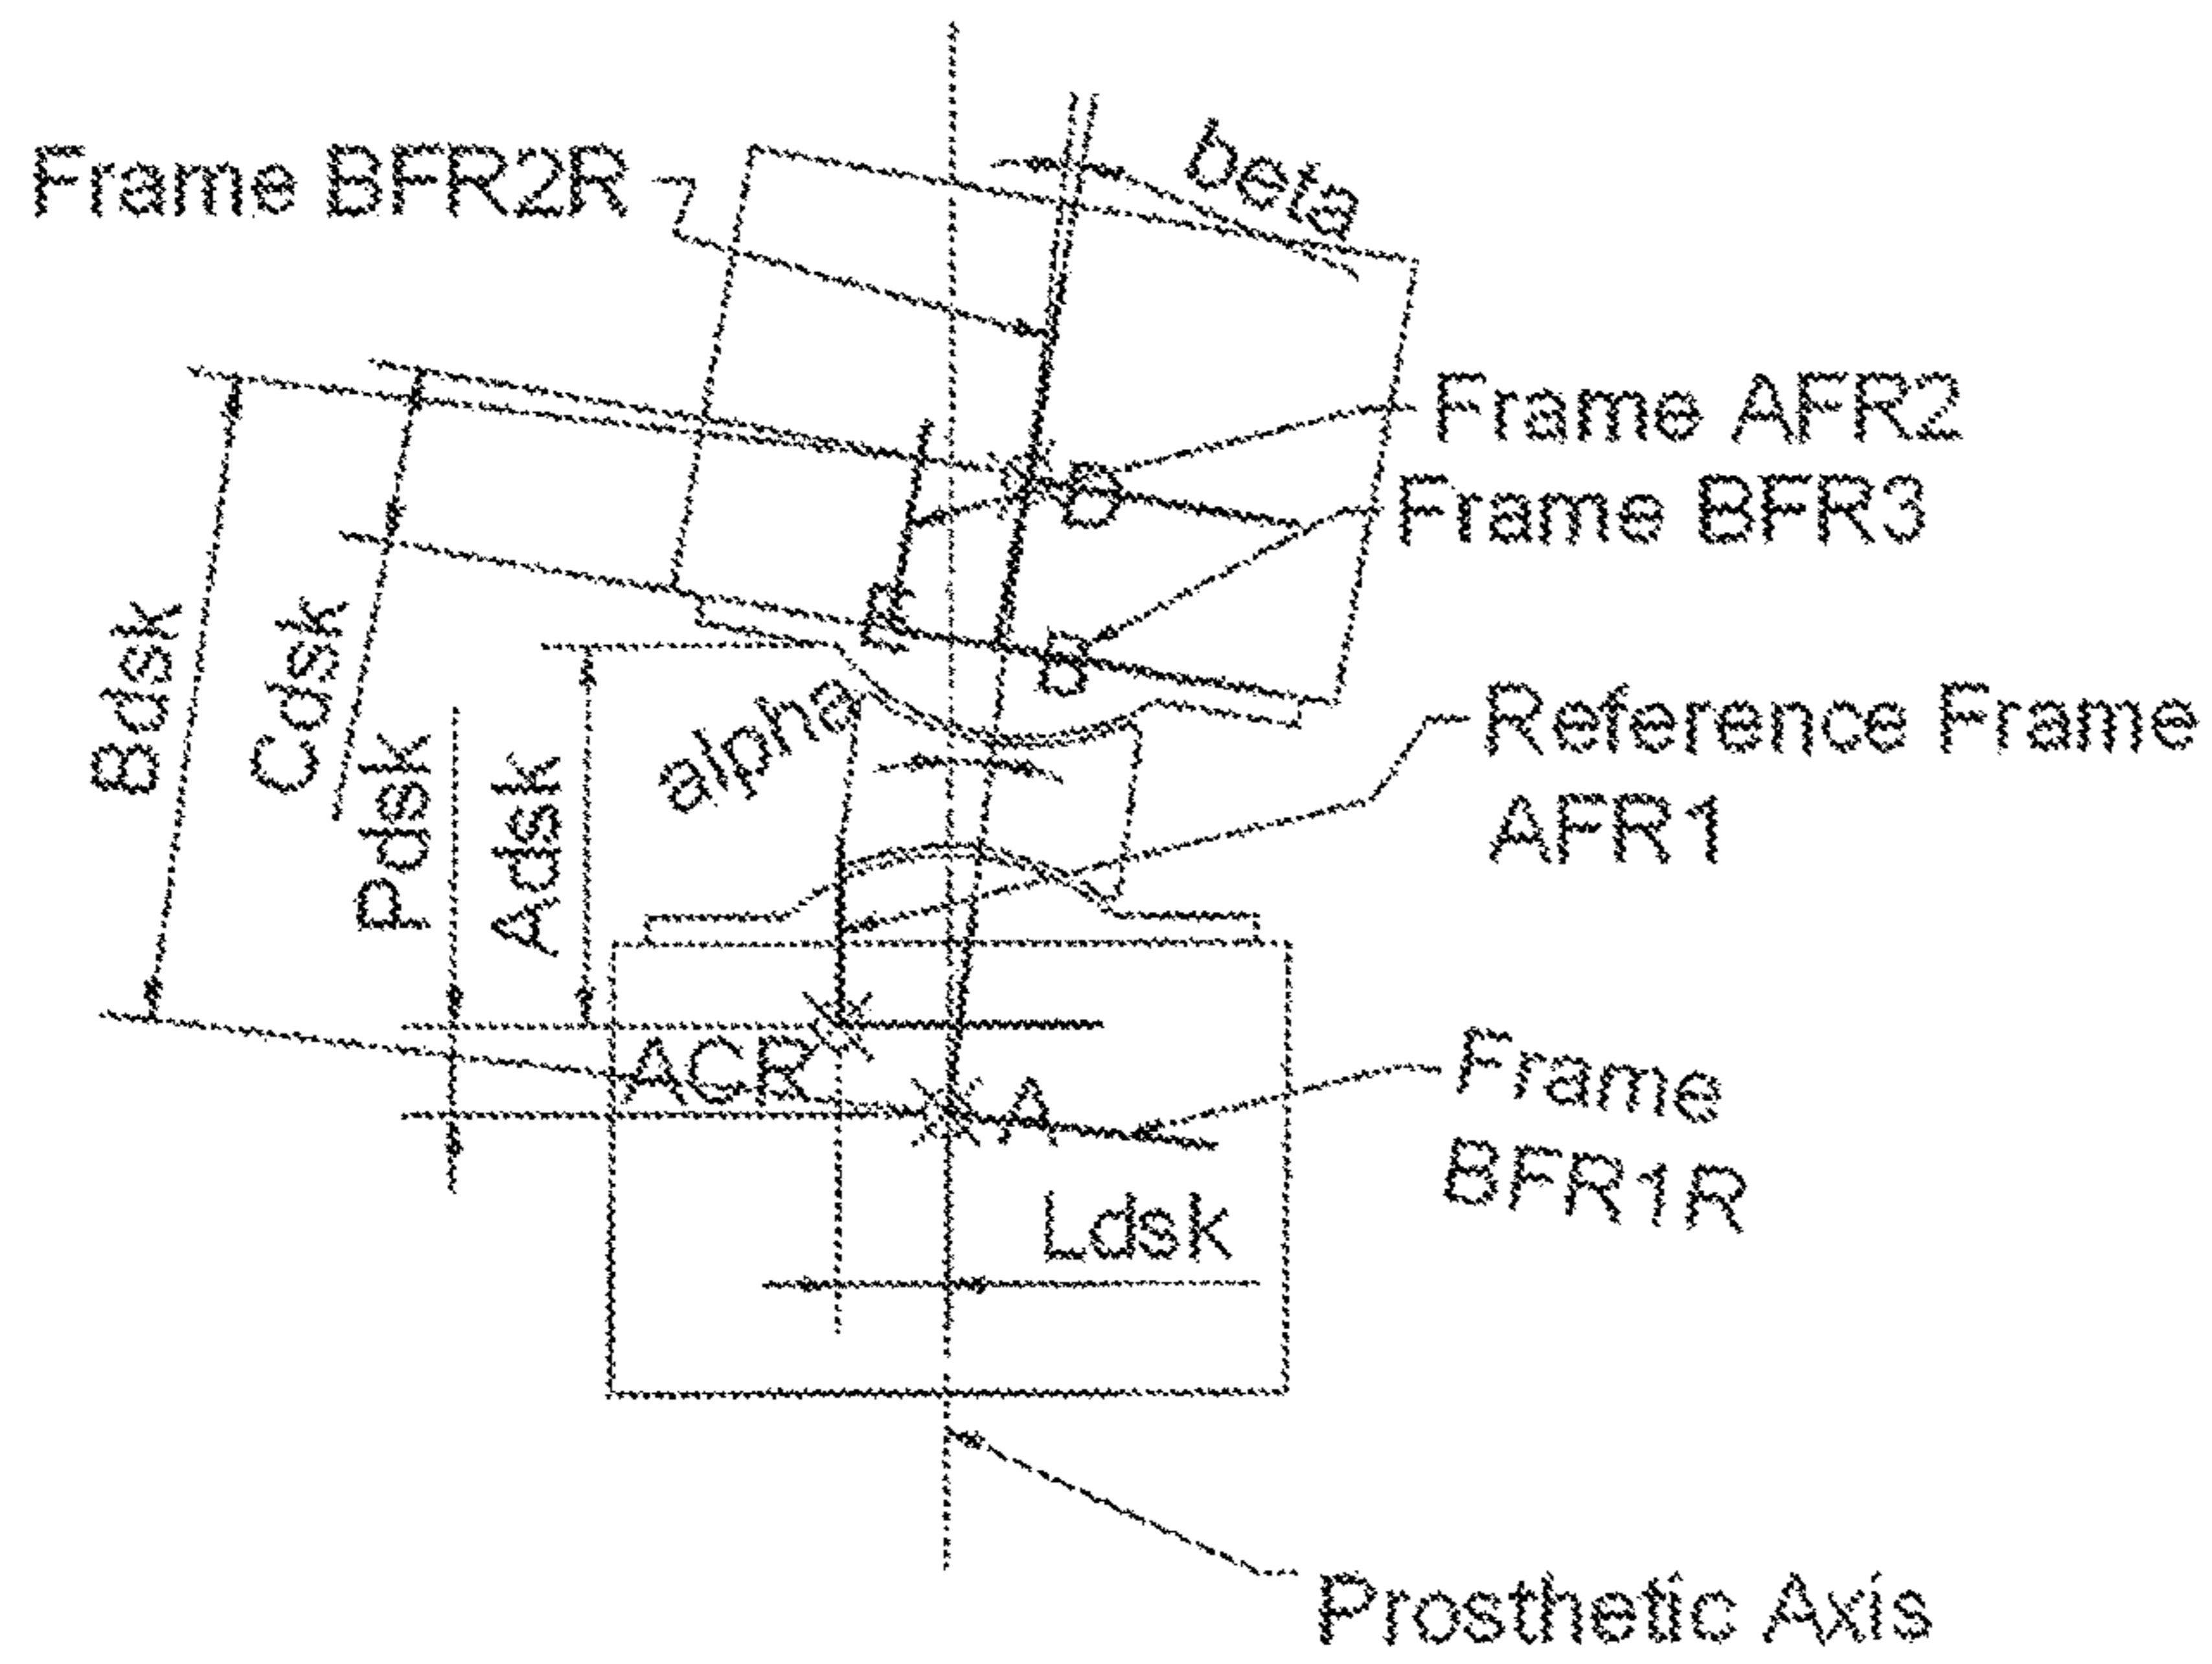 beta
Frame BFR2R
Frame AFR2
D
Frame BFR3
Bdsk
Cdsk
B
alpha
Reference Frame
AFR1
Pdsk
Adsk
ACR
A
Frame
BFR1R
Ldsk
Prosthetic Axis